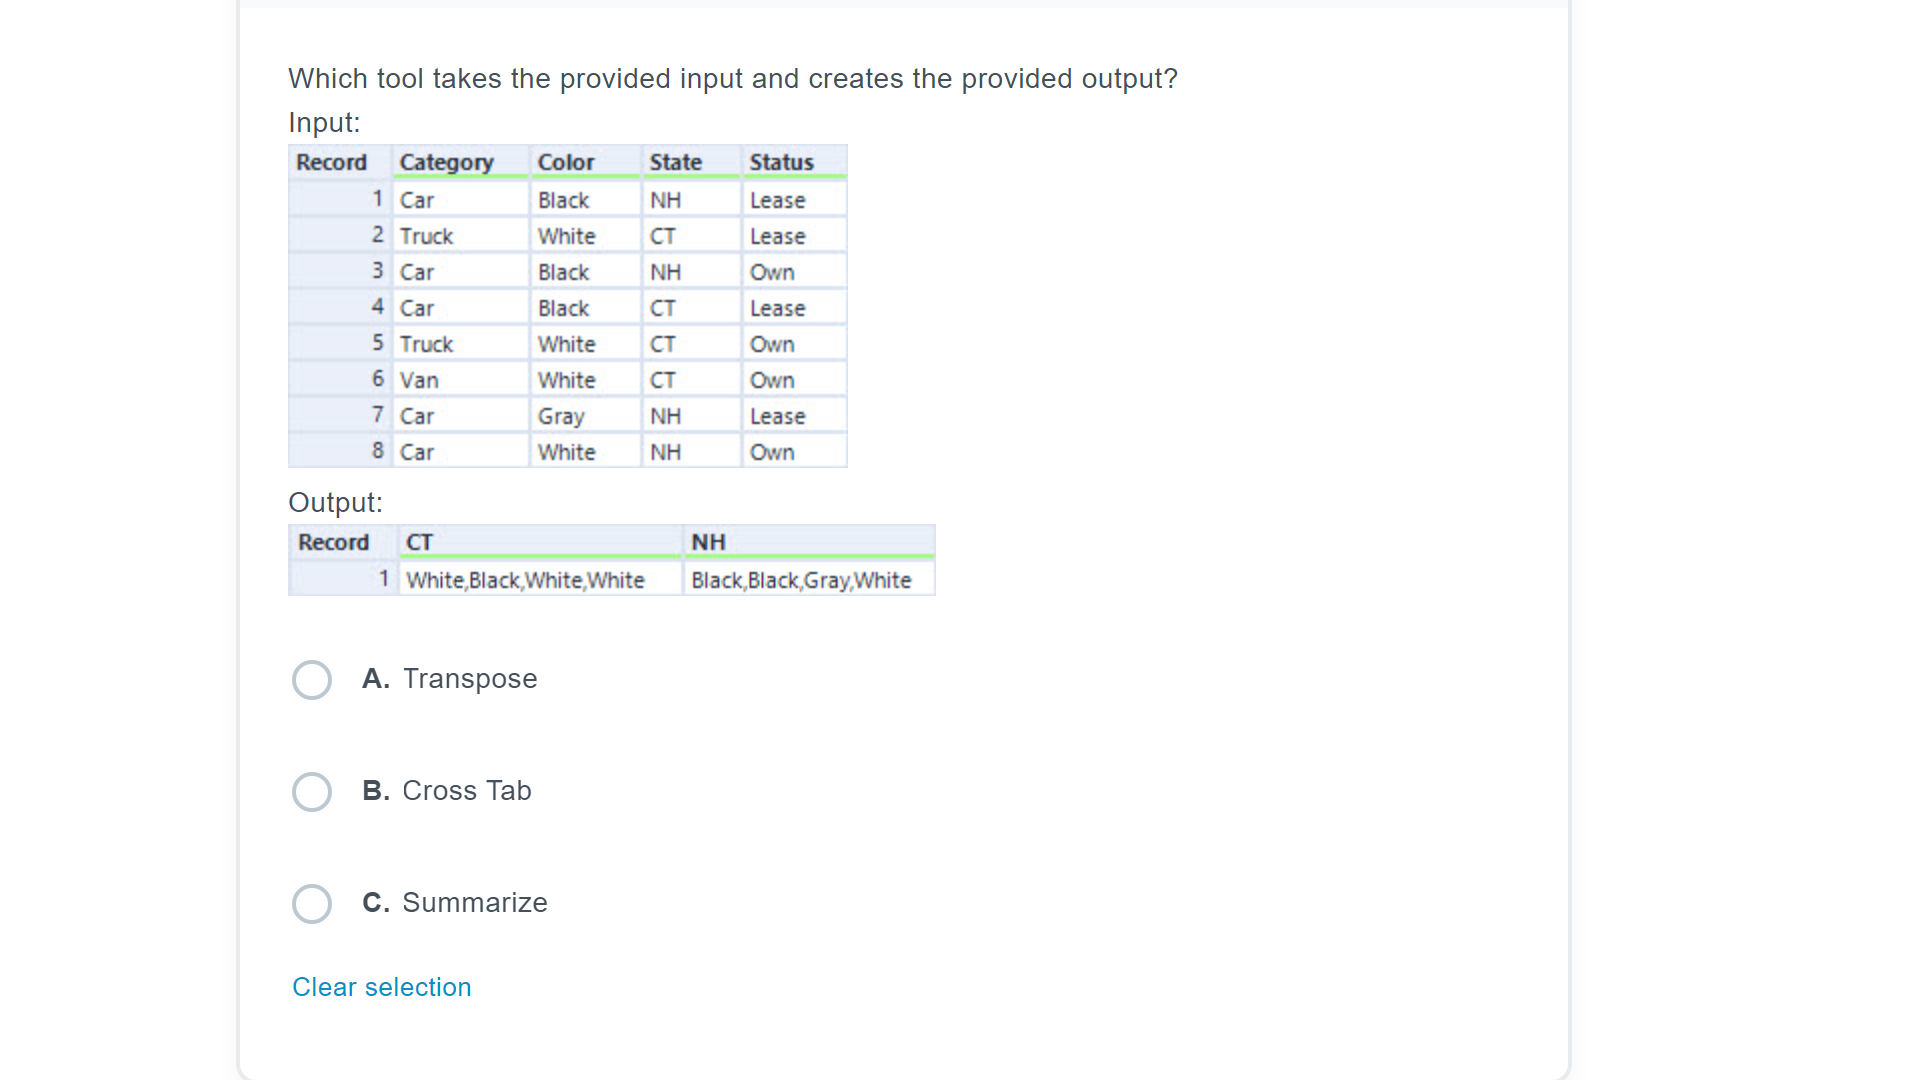 Which tool takes the provided input and creates the provided output?
Input:
Record Category Color State Status
1 Car Black NH Lease
2 Truck White CT Lease
3 Car Black NH Own
4 Car Black CT Lease
5 Truck White CT Own
6 Van White CT Own
7 Car Gray NH Lease
8 Car White NH Own
Output:
Record CT NH
1 White,Black,White,White Black,Black,Gray,White
A. Transpose
B. Cross Tab
C. Summarize
Clear selection